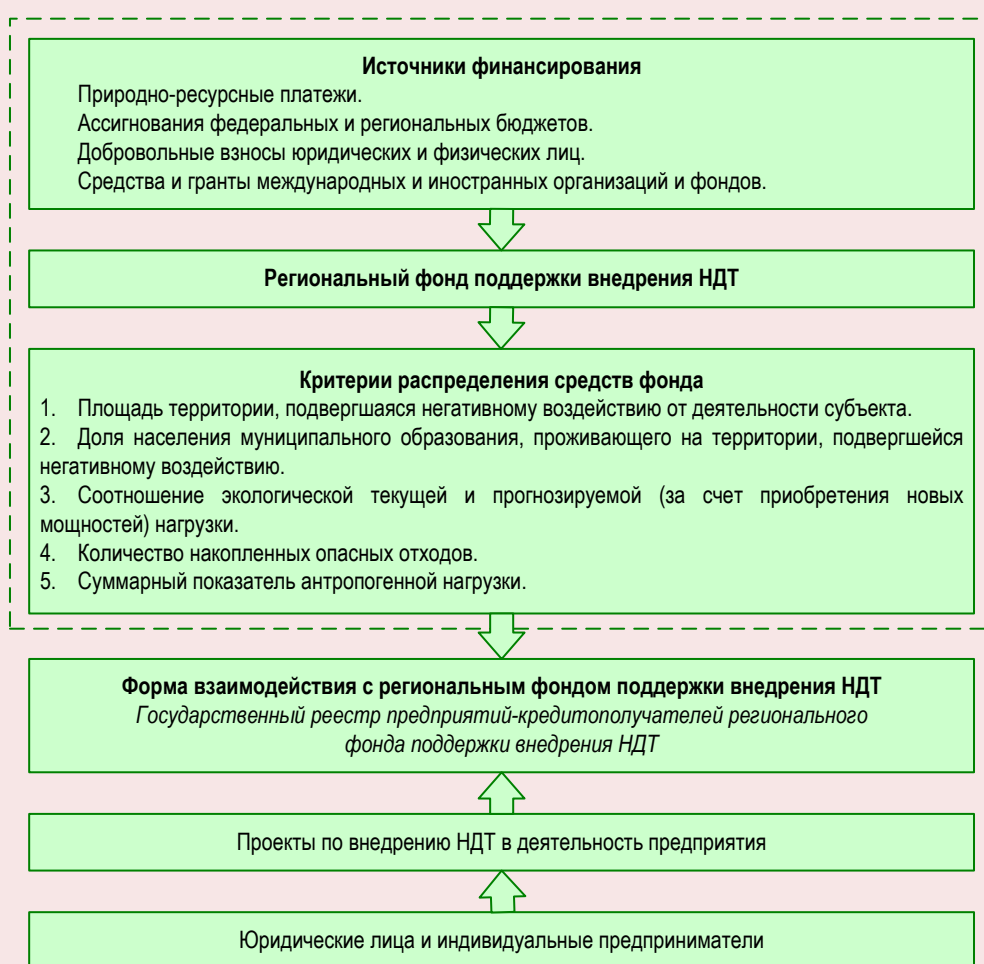 Источники финансирования
Природно-ресурсные платежи.
Ассигнования федеральных и региональных бюджетов.
Добровольные взносы юридических и физических лиц.
Средства и гранты международных и иностранных организаций и фондов.
Региональный фонд поддержки внедрения НДТ
Критерии распределения средств фонда
1. Площадь территории, подвергшаяся негативному воздействию от деятельности субъекта.
2. Доля населения муниципального образования, проживающего на территории, подвергшейся
негативному воздействию.
3. Соотношение экологической текущей и прогнозируемой (за счет приобретения новых
мощностей) нагрузки.
4. Количество накопленных опасных отходов.
5. Суммарный показатель антропогенной нагрузки.
Форма взаимодействия с региональным фондом поддержки внедрения НДТ
Государственный реестр предприятий-кредитополучателей регионального
фонда поддержки внедрения НДТ
Проекты по внедрению НДТ в деятельность предприятия
Юридические лица и индивидуальные предприниматели